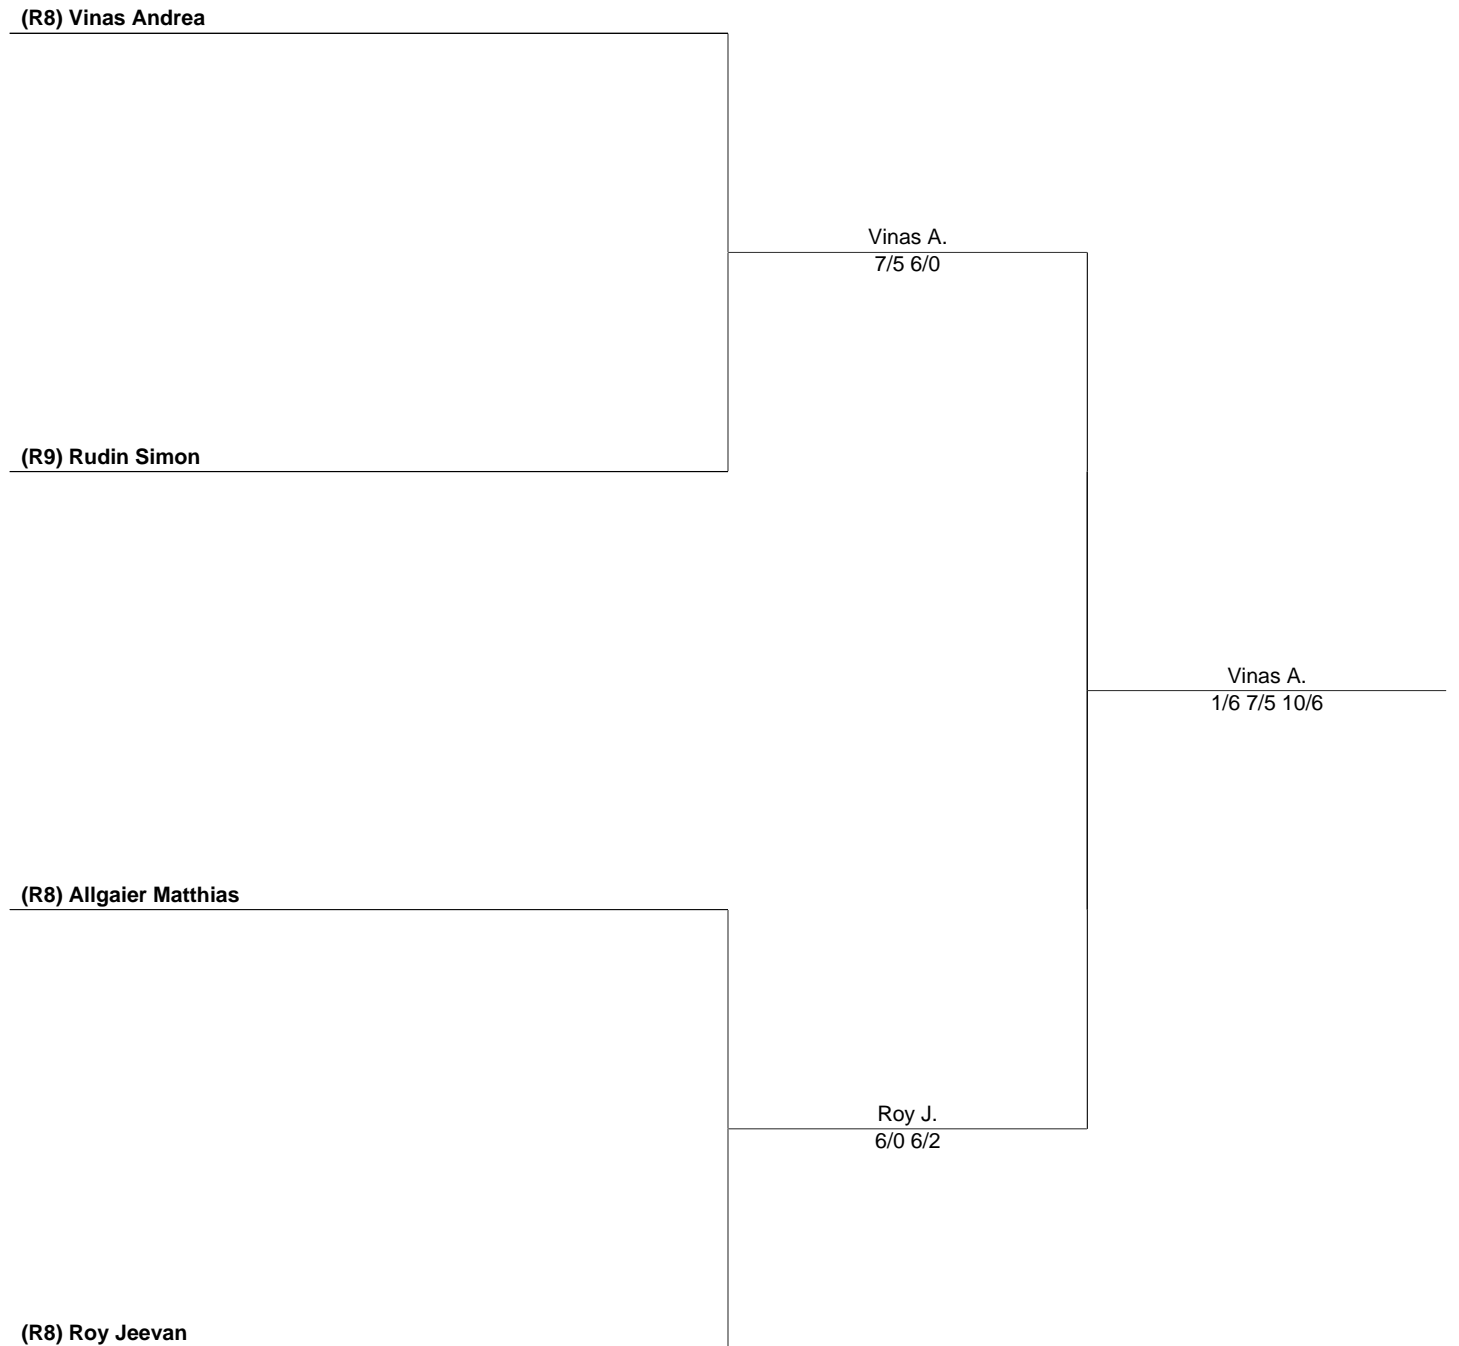 (R8) Vinas Andrea
Vinas A.
7/5 6/0
(R9) Rudin Simon
Vinas A.
1/6 7/5 10/6
(R8) Allgaier Matthias
Roy J.
6/0 6/2
(R8) Roy Jeevan